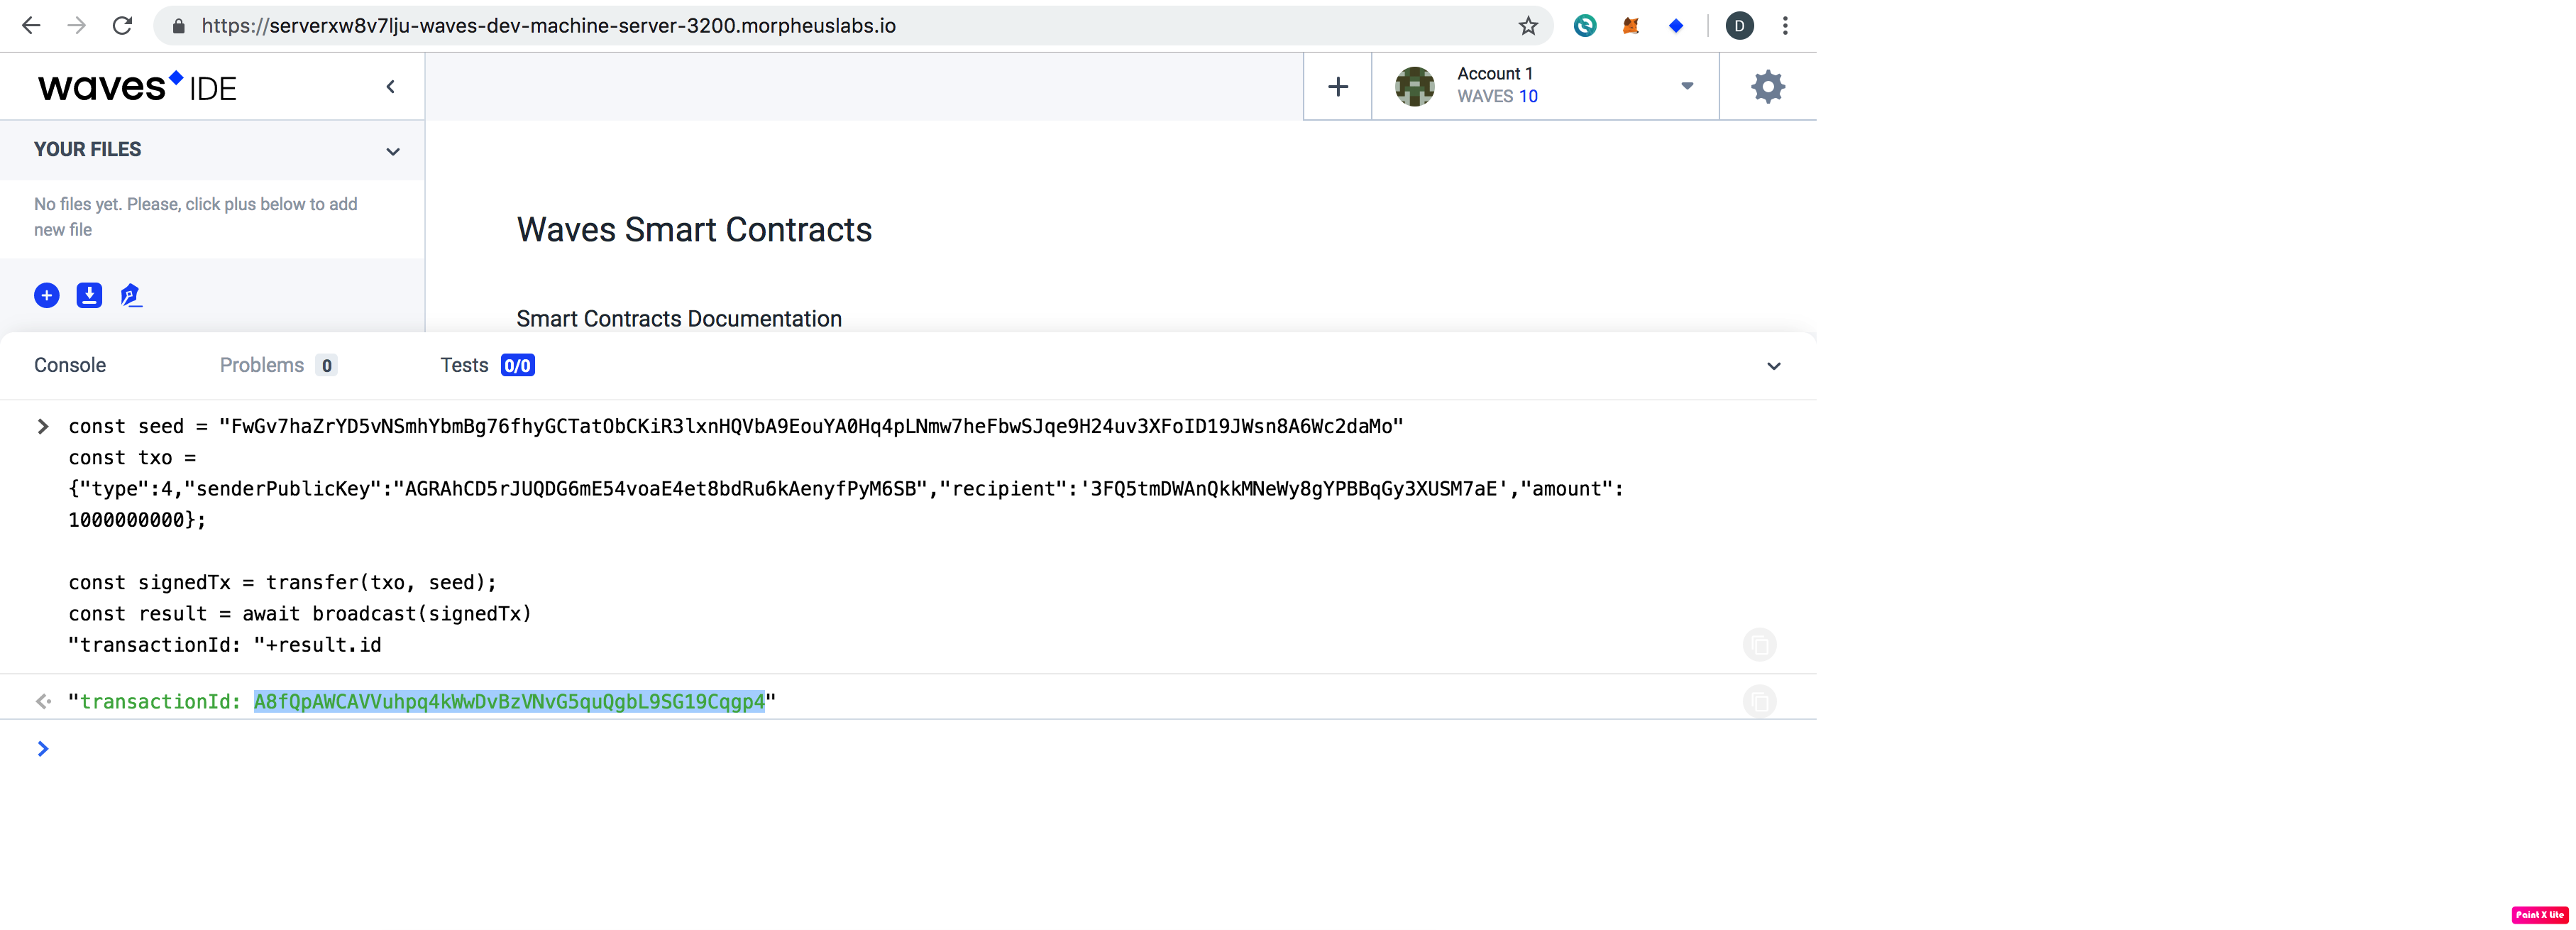 https://serverxw8v7lju-waves-dev-machine-server-3200.morpheuslabs.io
D
waves IDE
Account 1
WAVES 10
YOUR FILES
No files yet. Please, click plus below to add
new file
Waves Smart Contracts
Smart Contracts Documentation
Console Problems 0 Tests 0/0
const seed = "FwGv7haZrYD5vNSmhYbmBg76fhyGCTatObCKiR3lxnHQVbA9EouYA0Hq4pLNmw7heFbwSJqe9H24uv3XFoID19JWsn8A6Wc2daMo"
const txo =
{"type":4,"senderPublicKey":"AGRAhCD5rJUQDG6mE54voaE4et8bdRu6kAenyfPyM6SB","recipient":'3FQ5tmDWAnQkkMNeWy8gYPBBqGy3XUSM7aE',"amount":
1000000000};
const signedTx = transfer(txo, seed);
const result = await broadcast(signedTx)
"transactionId: "+result.id
"transactionId: A8fQpAWCAVVuhpq4kWwDvBzVNvG5quQgbL9SG19Cqgp4"
Paint X Lite